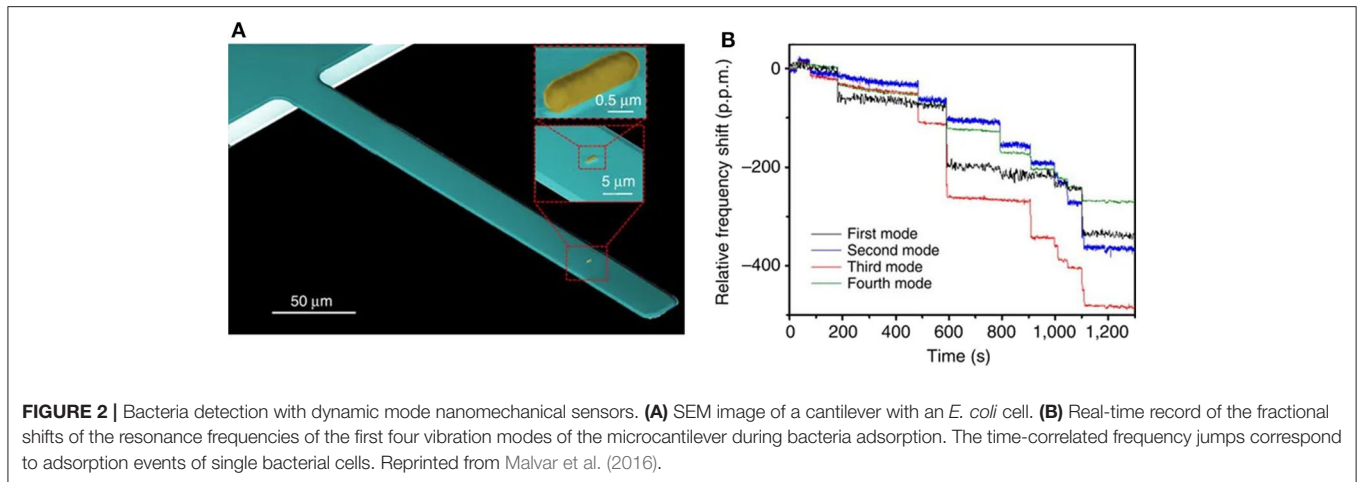 A
0.5 μm
5 μm
50 μm
B
Relative frequency shift (p.p.m.)
0
−200
−400
First mode
Second mode
Third mode
Fourth mode
0 200 400 600 800 1,000 1,200
Time (s)
FIGURE 2 | Bacteria detection with dynamic mode nanomechanical sensors. (A) SEM image of a cantilever with an E. coli cell. (B) Real-time record of the fractional
shifts of the resonance frequencies of the first four vibration modes of the microcantilever during bacteria adsorption. The time-correlated frequency jumps correspond
to adsorption events of single bacterial cells. Reprinted from Malvar et al. (2016).